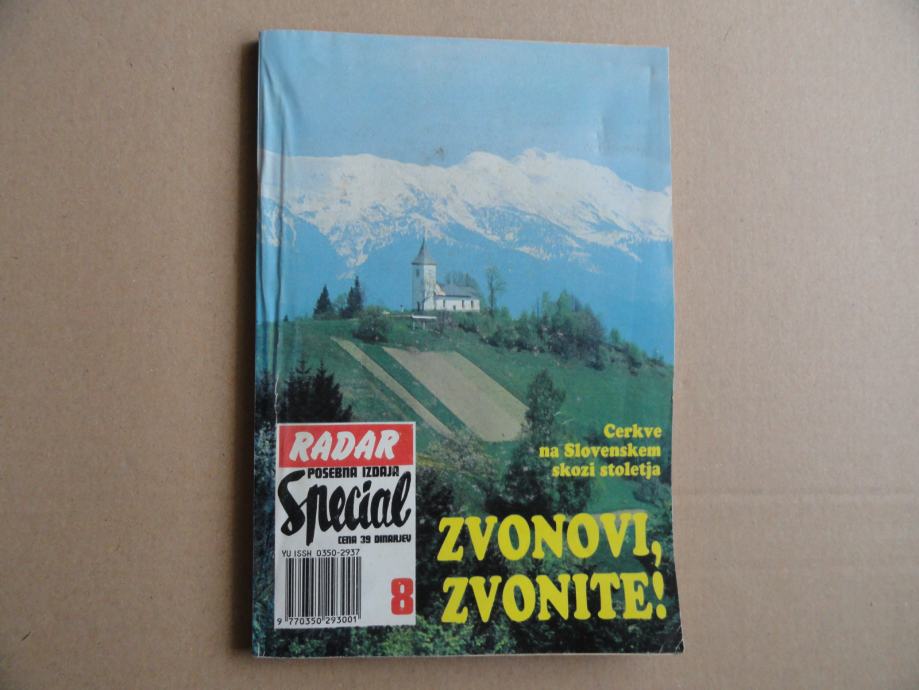 Cerkve
na Slovenskem
skozi stoletja
ZVONOVI,
ZVONITE!
RADAR
POSEBNA IZDAJA
Special
CENA 39 DINARJEV
YU ISSN 0350-2937
8
9 770350 293001